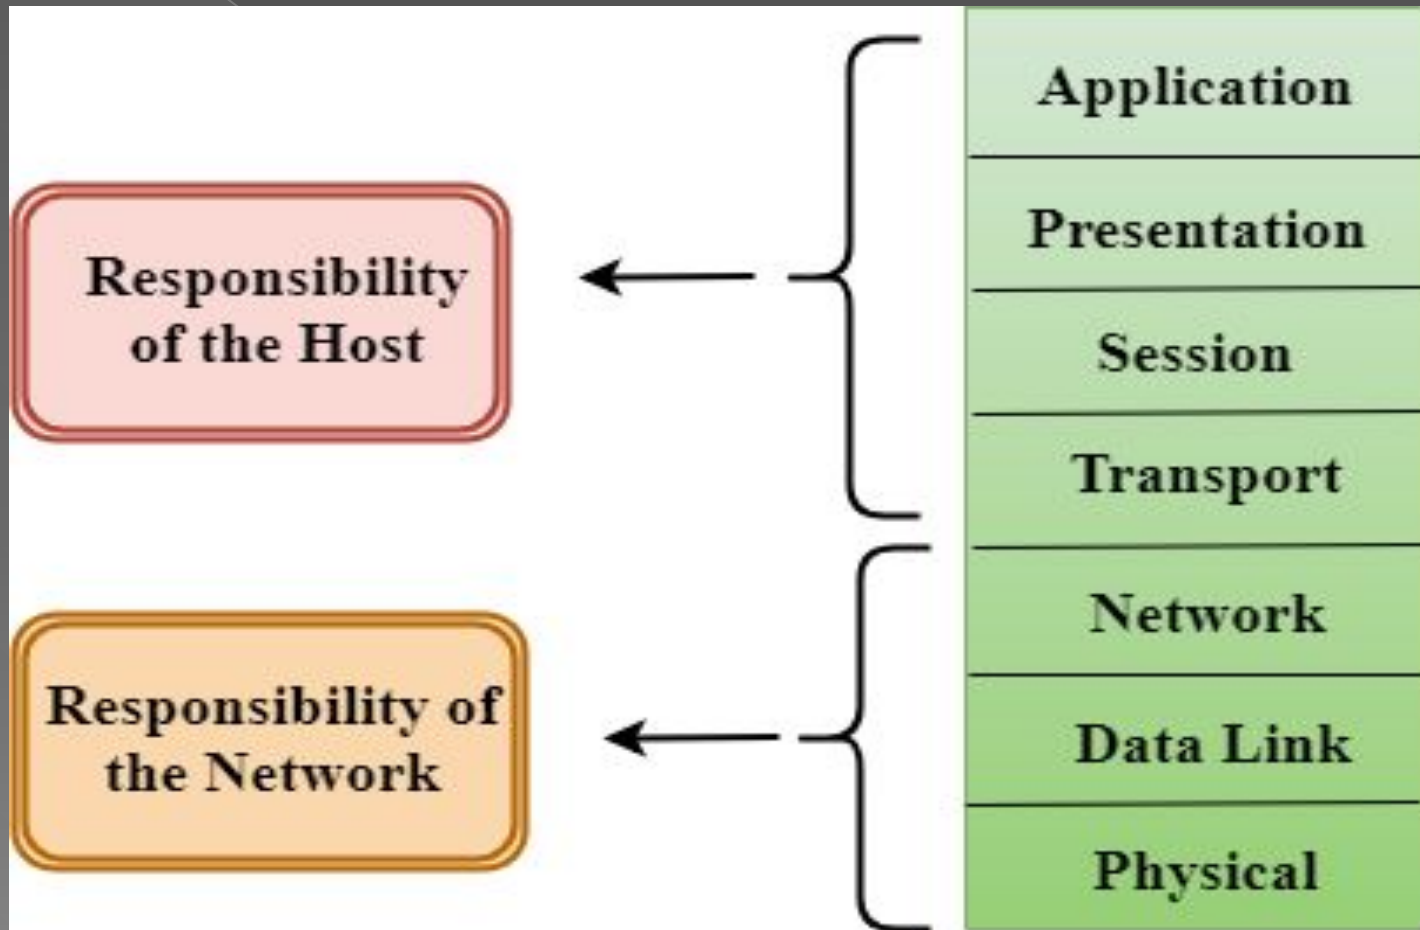 Application
Presentation
Session
Transport
Network
Data Link
Physical
Responsibility
of the Host
Responsibility of
the Network